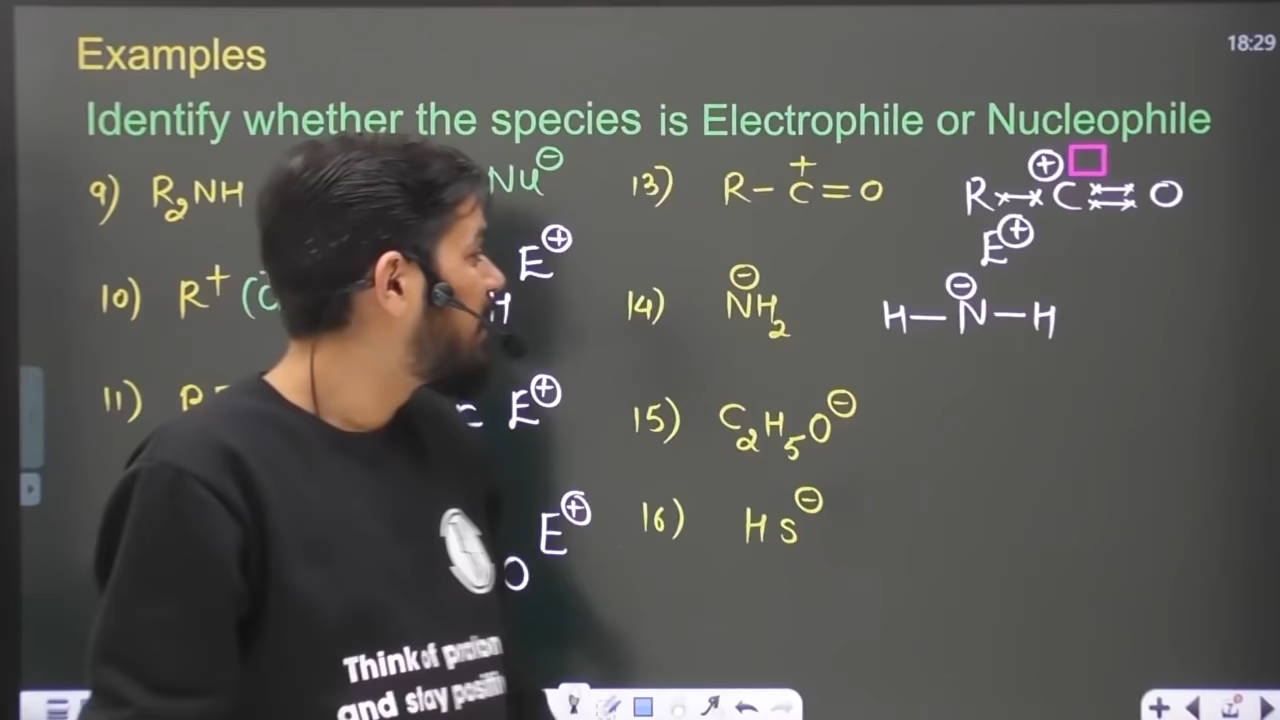 18:29
Examples
Identify whether the species is Electrophile or Nucleophile
9) R₂NH
Nu⊖
10) R⁺
E⊕
H
11)
E⊕
E⊕
O
13) R–C⁺=O
R C⊕ O
E⊕
14) N⊖H₂
H–N⊖–H
15) C₂H₅O⊖
16) HS⊖
Think of
and stay